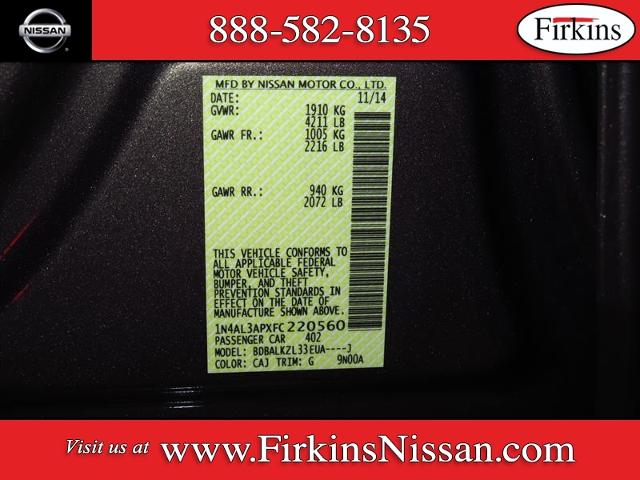 NISSAN
888-582-8135
Firkins
MFD BY NISSAN MOTOR CO., LTD.
DATE: 11/14
GVWR: 1910 KG
4211 LB
GAWR FR.: 1005 KG
2216 LB
GAWR RR.: 940 KG
2072 LB
THIS VEHICLE CONFORMS TO
ALL APPLICABLE FEDERAL
MOTOR VEHICLE SAFETY,
BUMPER, AND THEFT
PREVENTION STANDARDS IN
EFFECT ON THE DATE OF
MANUFACTURE SHOWN ABOVE.
1N4AL3APXFC220560
PASSENGER CAR 402
MODEL: BDBALKZL33EUA----J
COLOR: CAJ TRIM: G 9N00A
Visit us at www.FirkinsNissan.com